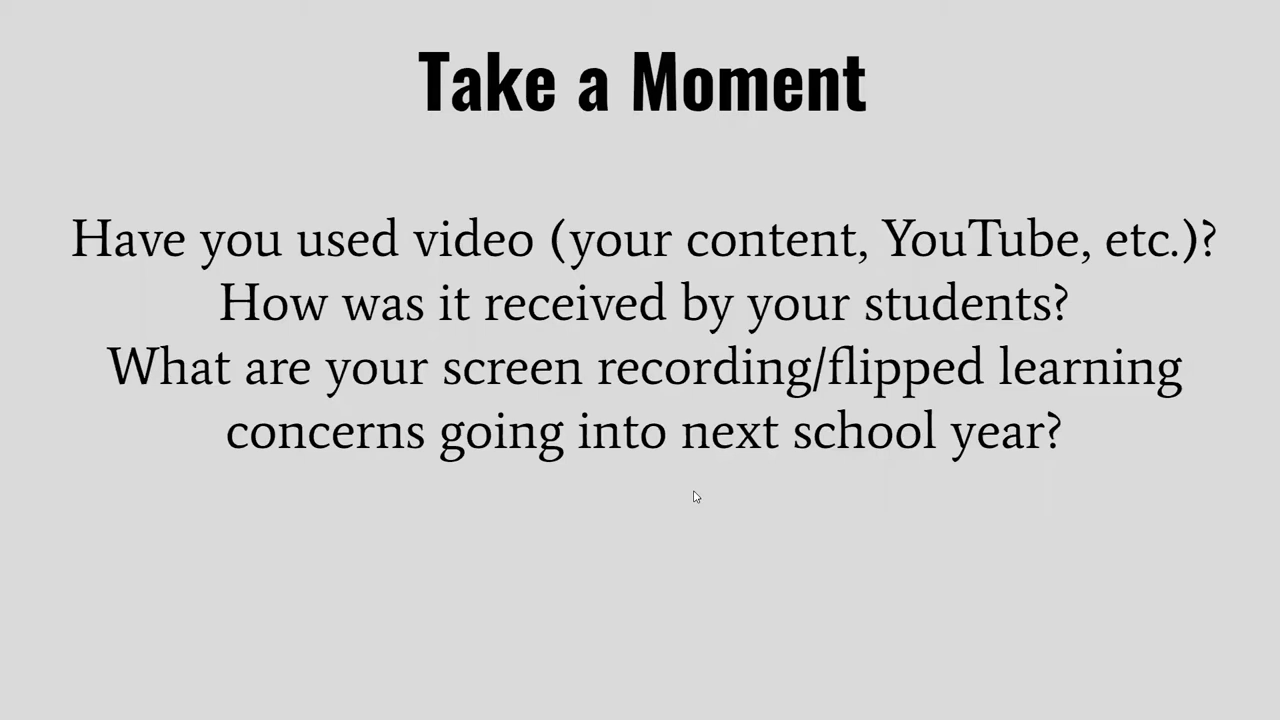 Take a Moment
Have you used video (your content, YouTube, etc.)?
How was it received by your students?
What are your screen recording/flipped learning
concerns going into next school year?